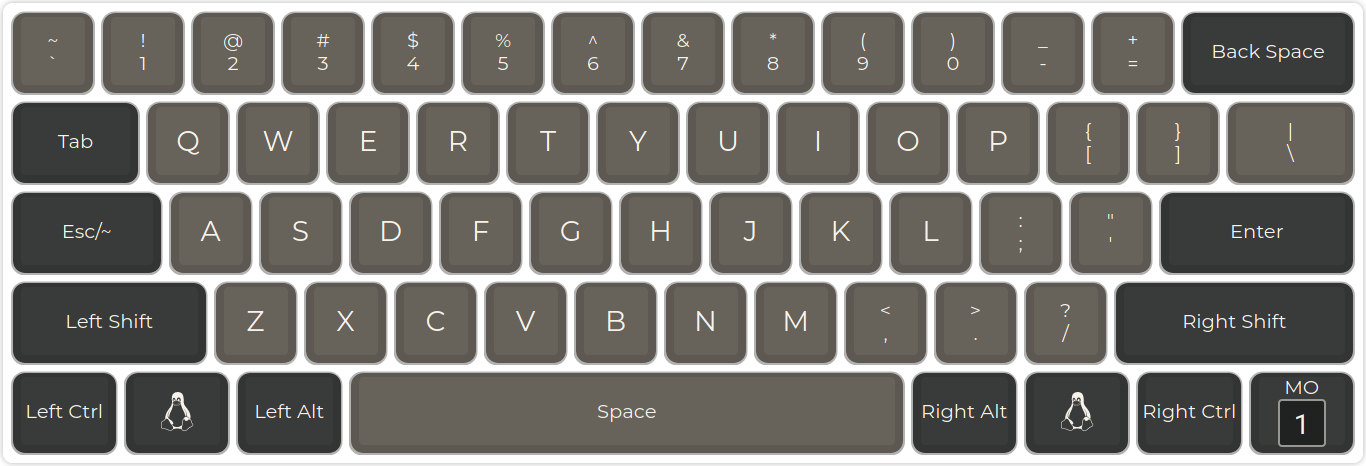 ~ ! @ # $ % ^ & * ( ) _ +
` 1 2 3 4 5 6 7 8 9 0 - = Back Space
Tab Q W E R T Y U I O P { } |
[ ] \
Esc/~ A S D F G H J K L : " Enter
; '
Left Shift Z X C V B N M < > ? Right Shift
, . /
Left Ctrl Left Alt Space Right Alt Right Ctrl MO
1